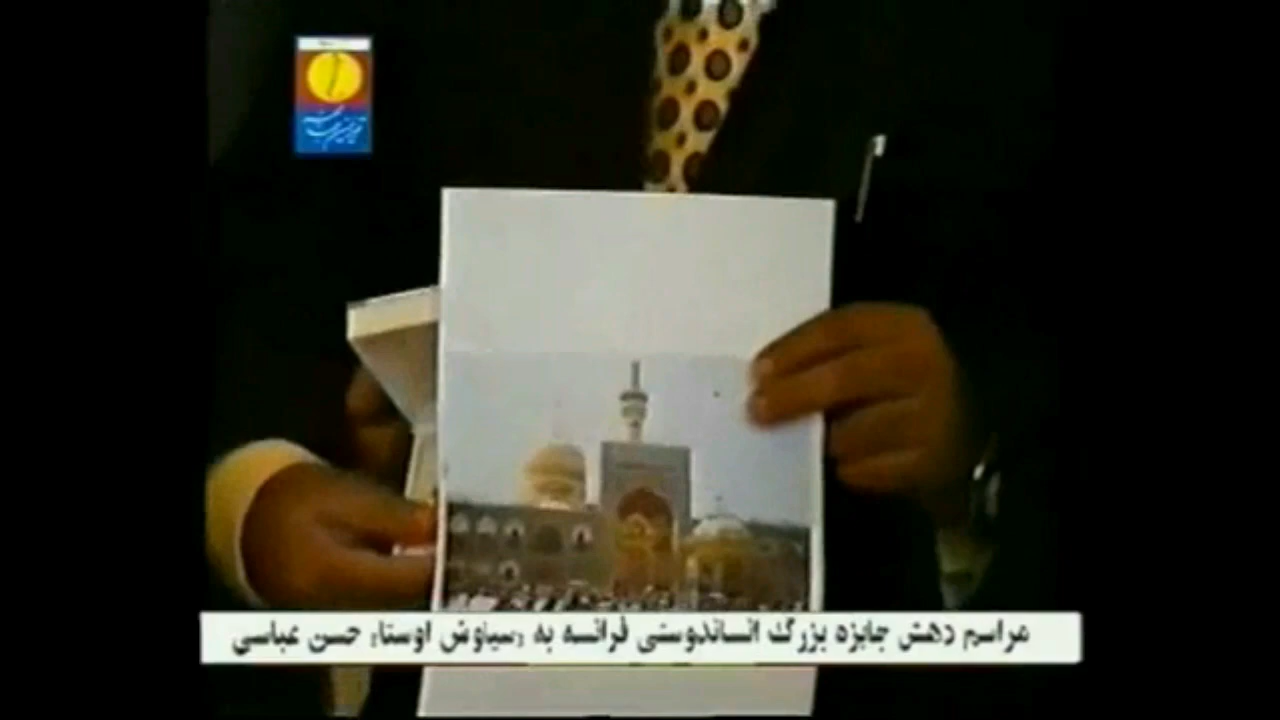 مراسم دهش جایزه بزرگ انساندوستی فرانسه به «سیاوش اوستا» حسن عباسی